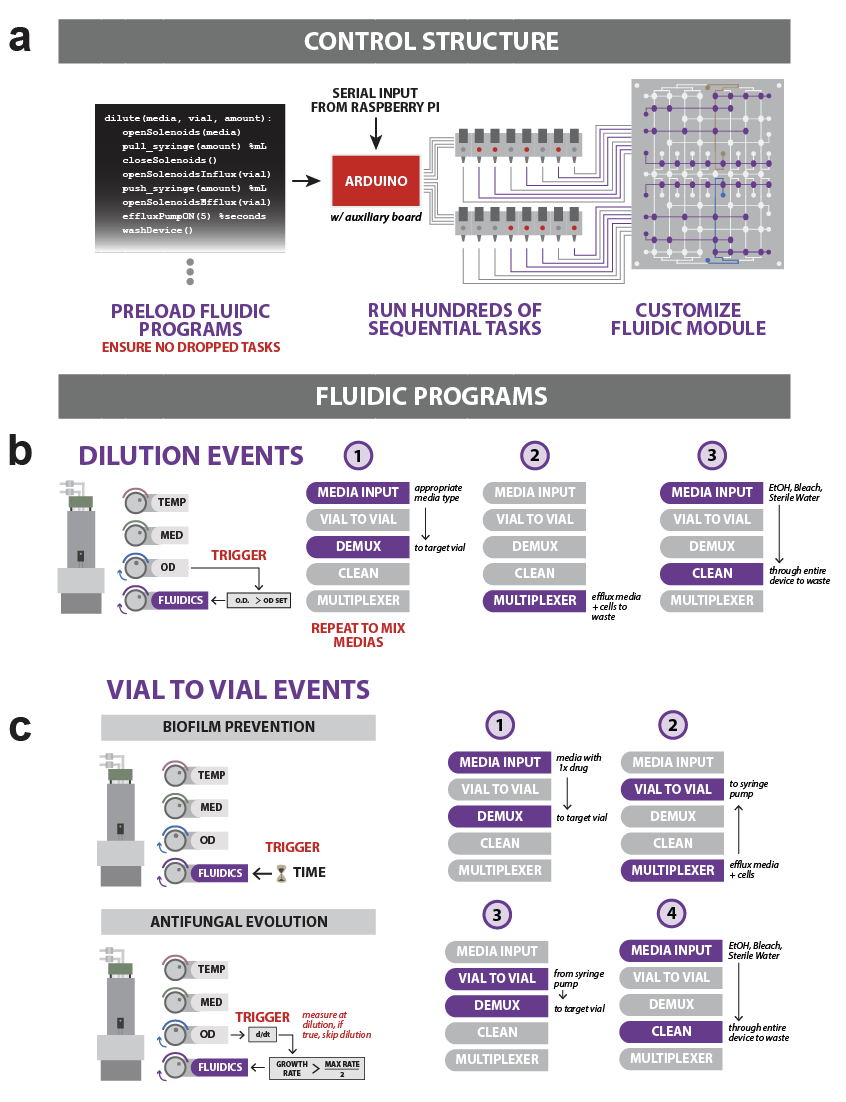 a
CONTROL STRUCTURE
dilute(media, vial, amount):
openSolenoids(media)
pull_syringe(amount) %mL
closeSolenoids()
openSolenoidsInflux(vial)
push_syringe(amount) %mL
openSolenoidsEfflux(vial)
effluxPumpON(5) %seconds
washDevice()
SERIAL INPUT
FROM RASPBERRY PI
ARDUINO
w/ auxiliary board
PRELOAD FLUIDIC
PROGRAMS
ENSURE NO DROPPED TASKS
RUN HUNDREDS OF
SEQUENTIAL TASKS
CUSTOMIZE
FLUIDIC MODULE
FLUIDIC PROGRAMS
b
DILUTION EVENTS
TEMP
MED
OD
TRIGGER
FLUIDICS
O.D. > OD SET
1
MEDIA INPUT
VIAL TO VIAL
DEMUX
CLEAN
MULTIPLEXER
appropriate
media type
to target vial
REPEAT TO MIX
MEDIAS
2
MEDIA INPUT
VIAL TO VIAL
DEMUX
CLEAN
MULTIPLEXER
efflux media
+ cells to
waste
3
MEDIA INPUT
VIAL TO VIAL
DEMUX
CLEAN
MULTIPLEXER
EtOH, Bleach,
Sterile Water
through entire
device to waste
VIAL TO VIAL EVENTS
c
BIOFILM PREVENTION
TEMP
MED
OD
TRIGGER
FLUIDICS
TIME
1
MEDIA INPUT
VIAL TO VIAL
DEMUX
CLEAN
MULTIPLEXER
media with
1x drug
to target vial
2
MEDIA INPUT
VIAL TO VIAL
DEMUX
CLEAN
MULTIPLEXER
to syringe
pump
efflux media
+ cells
ANTIFUNGAL EVOLUTION
TEMP
MED
OD
TRIGGER
d/dt
measure at
dilution, if
true, skip dilution
FLUIDICS
GROWTH
RATE
>
MAX RATE
2
3
MEDIA INPUT
VIAL TO VIAL
DEMUX
CLEAN
MULTIPLEXER
from syringe
pump
to target vial
4
MEDIA INPUT
VIAL TO VIAL
DEMUX
CLEAN
MULTIPLEXER
EtOH, Bleach,
Sterile Water
through entire
device to waste